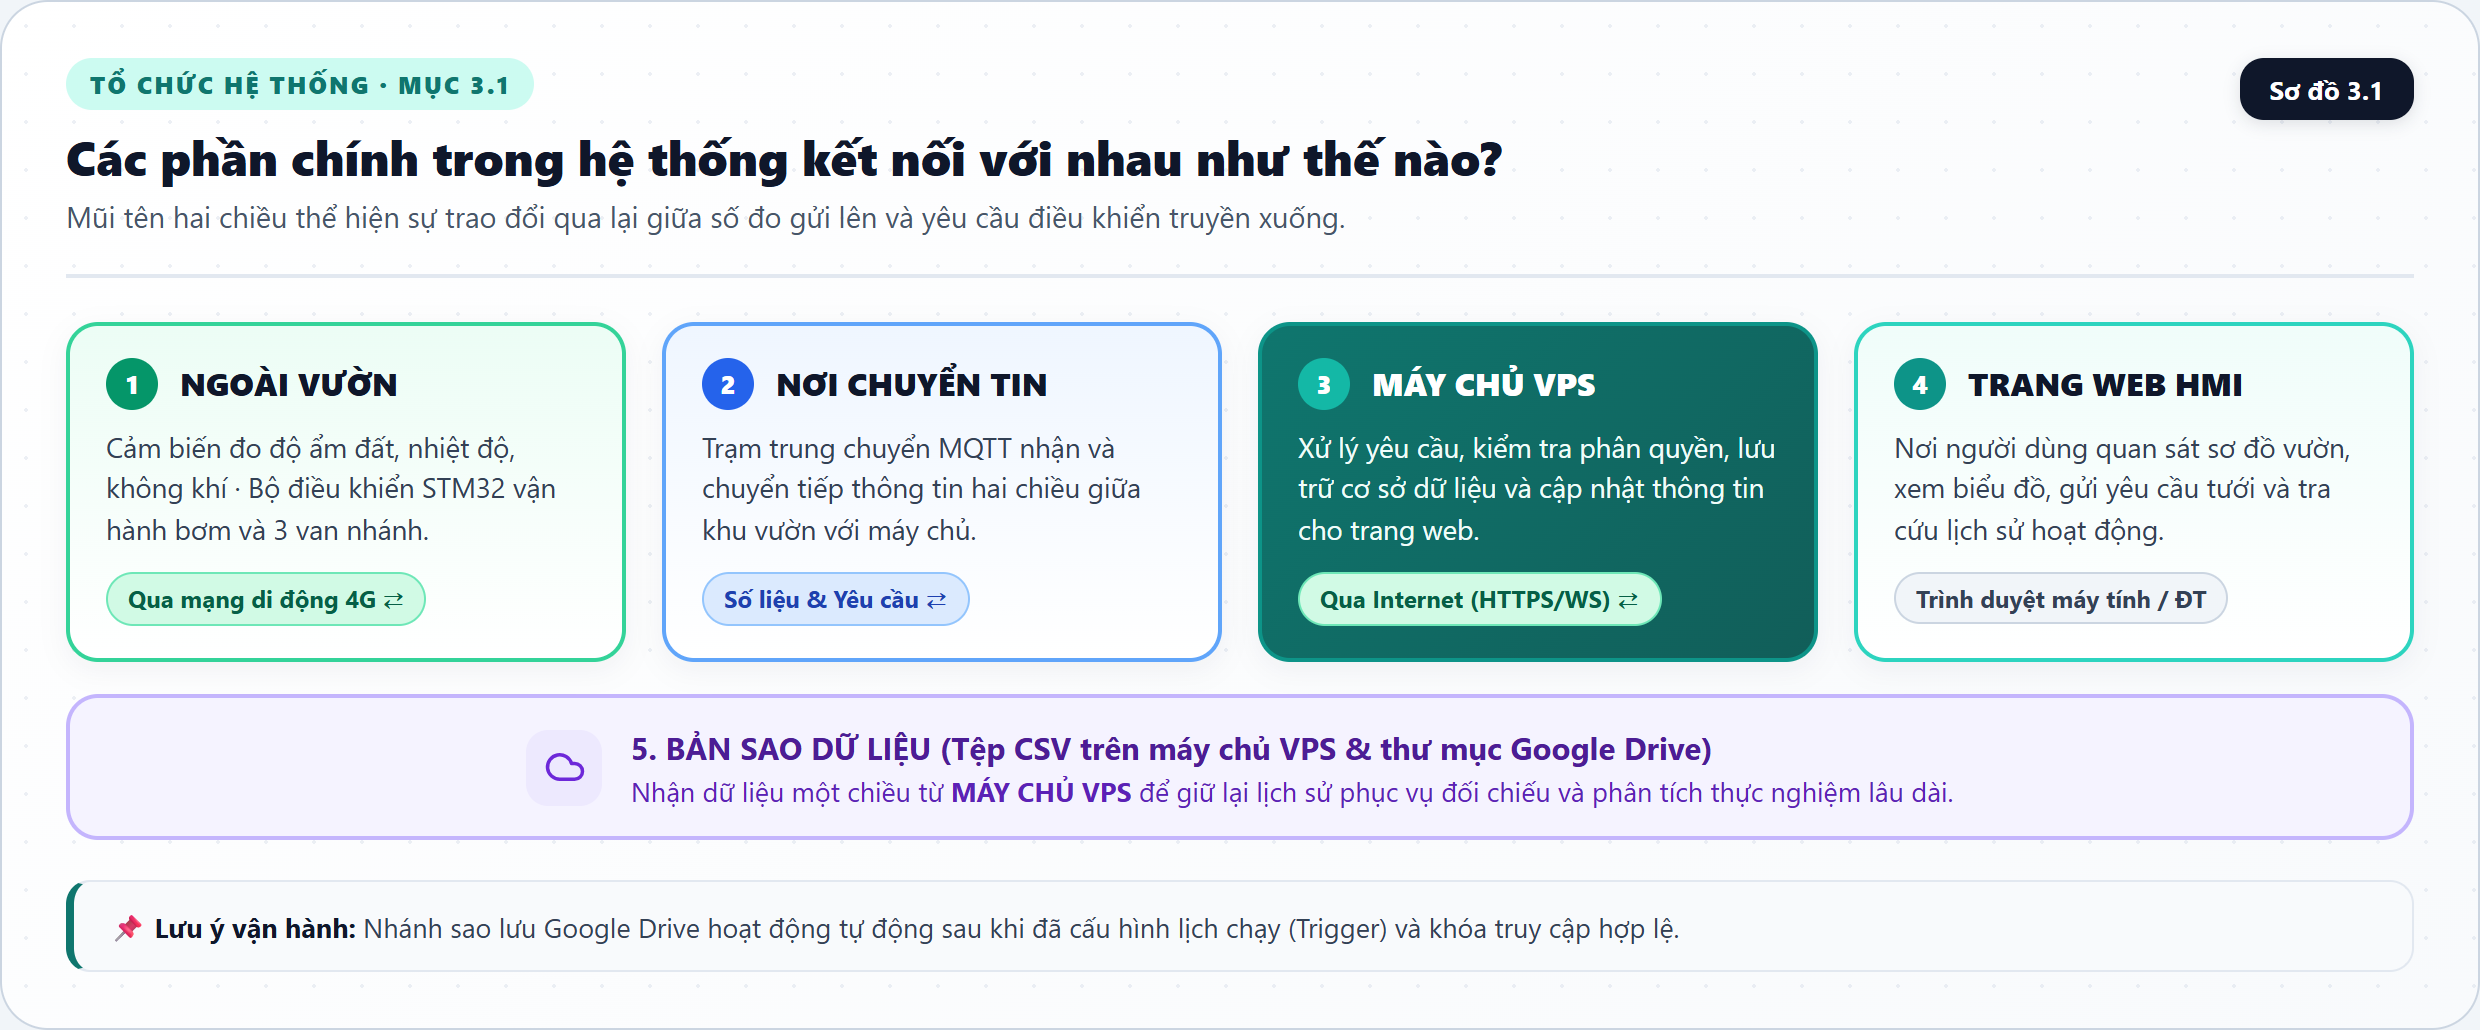 TỔ CHỨC HỆ THỐNG · MỤC 3.1
Sơ đồ 3.1
Các phần chính trong hệ thống kết nối với nhau như thế nào?
Mũi tên hai chiều thể hiện sự trao đổi qua lại giữa số đo gửi lên và yêu cầu điều khiển truyền xuống.
1 NGOÀI VƯỜN
Cảm biến đo độ ẩm đất, nhiệt độ,
không khí · Bộ điều khiển STM32 vận
hành bơm và 3 van nhánh.
Qua mạng di động 4G ⇄
2 NƠI CHUYỂN TIN
Trạm trung chuyển MQTT nhận và
chuyển tiếp thông tin hai chiều giữa
khu vườn với máy chủ.
Số liệu & Yêu cầu ⇄
3 MÁY CHỦ VPS
Xử lý yêu cầu, kiểm tra phân quyền, lưu
trữ cơ sở dữ liệu và cập nhật thông tin
cho trang web.
Qua Internet (HTTPS/WS) ⇄
4 TRANG WEB HMI
Nơi người dùng quan sát sơ đồ vườn,
xem biểu đồ, gửi yêu cầu tưới và tra
cứu lịch sử hoạt động.
Trình duyệt máy tính / ĐT
5. BẢN SAO DỮ LIỆU (Tệp CSV trên máy chủ VPS & thư mục Google Drive)
Nhận dữ liệu một chiều từ MÁY CHỦ VPS để giữ lại lịch sử phục vụ đối chiếu và phân tích thực nghiệm lâu dài.
📌 Lưu ý vận hành: Nhánh sao lưu Google Drive hoạt động tự động sau khi đã cấu hình lịch chạy (Trigger) và khóa truy cập hợp lệ.